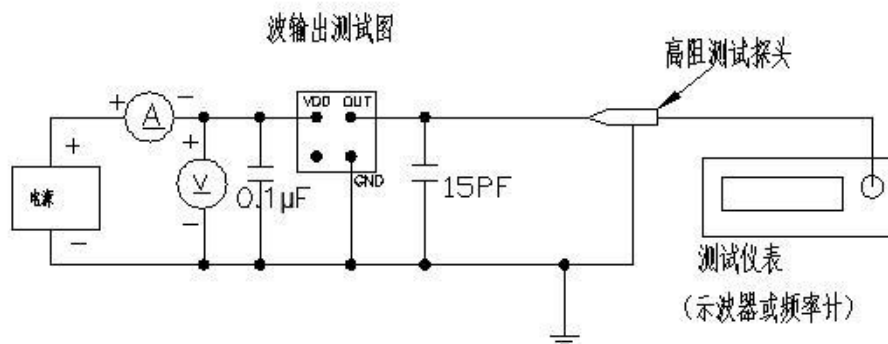 波输出测试图
高阻测试探头
+ A −
VDD OUT
+
+
V
电源
0.1µF
GND
15PF
−
−
测试仪表
(示波器或频率计)